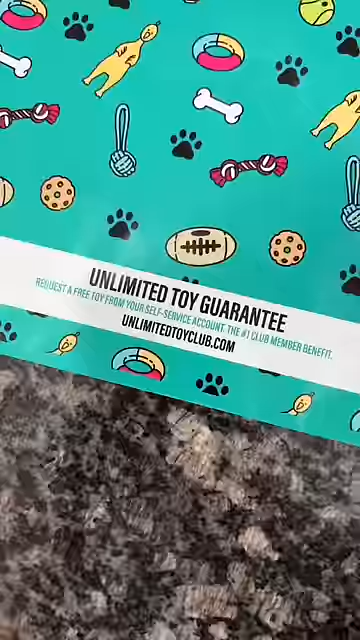 UNLIMITED TOY GUARANTEE
REQUEST A FREE TOY FROM YOUR SELF-SERVICE ACCOUNT. THE #1 CLUB MEMBER BENEFIT.
UNLIMITEDTOYCLUB.COM